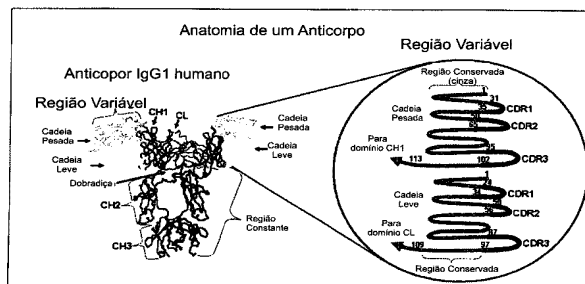 Anatomia de um Anticorpo
Anticopor IgG1 humano
Região Variável
CH1
CL
Cadeia
Pesada
Cadeia
Leve
Cadeia
Pesada
Cadeia
Leve
Dobradiça
CH2
CH3
Região
Constante
Região Variável
Região Conservada
(cinza)
1
31
35
CDR1
Cadeia
Pesada
50
65
CDR2
Para
domínio CH1
95
113
102
CDR3
1
24
34
CDR1
Cadeia
Leve
50
56
CDR2
Para
domínio CL
109
97
CDR3
Região Conservada